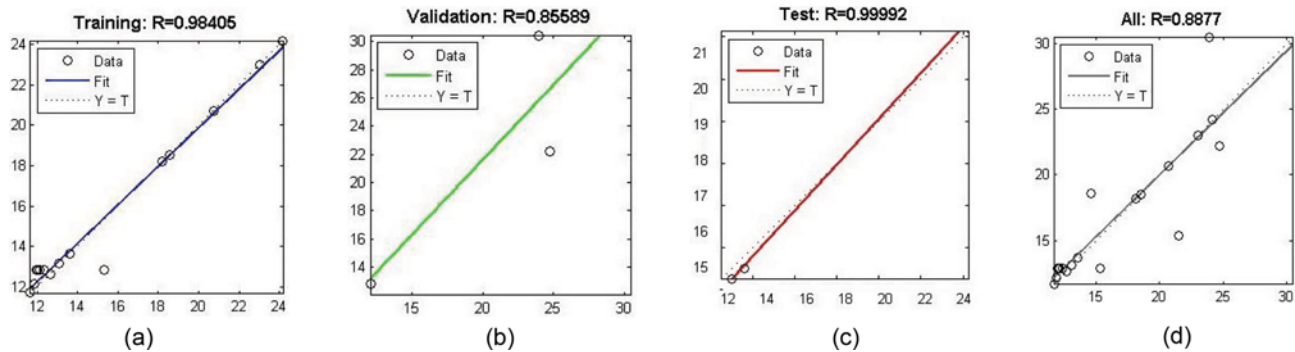 Training: R=0.98405
Data
Fit
Y = T
24
22
20
18
16
14
12
12 14 16 18 20 22 24
(a)
Validation: R=0.85589
Data
Fit
Y = T
30
28
26
24
22
20
18
16
14
15 20 25 30
(b)
Test: R=0.99992
Data
Fit
Y = T
21
20
19
18
17
16
15
12 14 16 18 20 22 24
(c)
All: R=0.8877
Data
Fit
Y = T
30
25
20
15
15 20 25 30
(d)